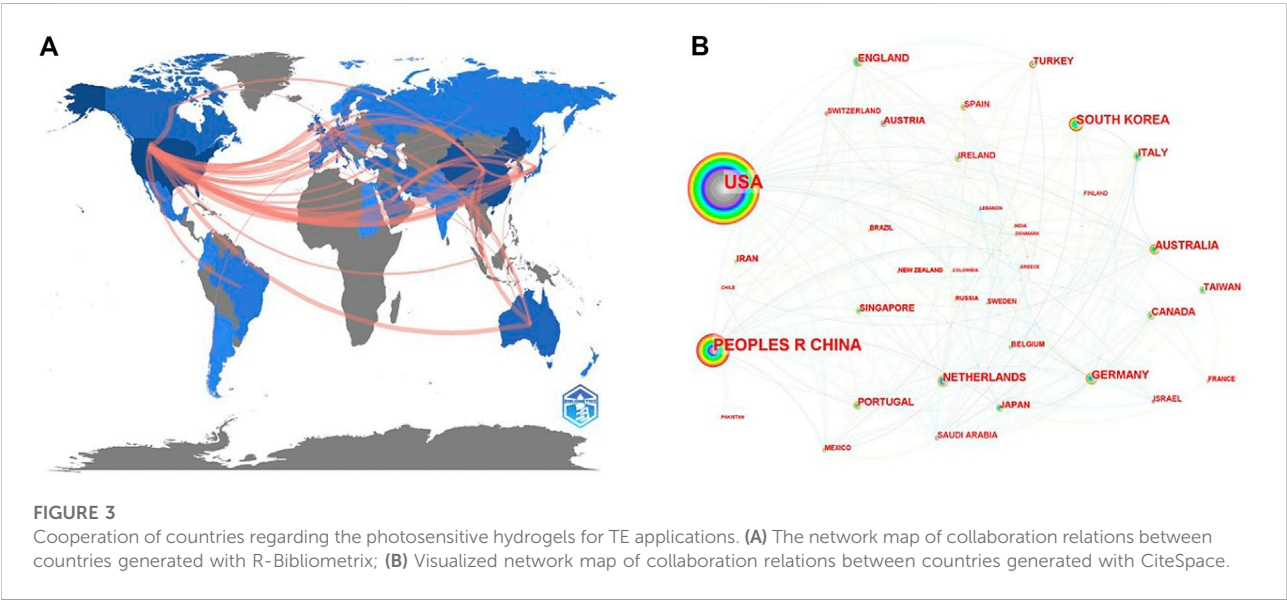 A
B
ENGLAND
TURKEY
SWITZERLAND
SPAIN
AUSTRIA
SOUTH KOREA
IRELAND
ITALY
USA
FINLAND
LEBANON
BRAZIL
INDIA
DENMARK
AUSTRALIA
IRAN
NEW ZEALAND
COLOMBIA
GREECE
CHILE
TAIWAN
RUSSIA
SWEDEN
SINGAPORE
CANADA
PEOPLES R CHINA
BELGIUM
NETHERLANDS
GERMANY
FRANCE
PORTUGAL
JAPAN
ISRAEL
PAKISTAN
SAUDI ARABIA
MEXICO
BIBLIOMETRIX
FIGURE 3
Cooperation of countries regarding the photosensitive hydrogels for TE applications. (A) The network map of collaboration relations between
countries generated with R-Bibliometrix; (B) Visualized network map of collaboration relations between countries generated with CiteSpace.